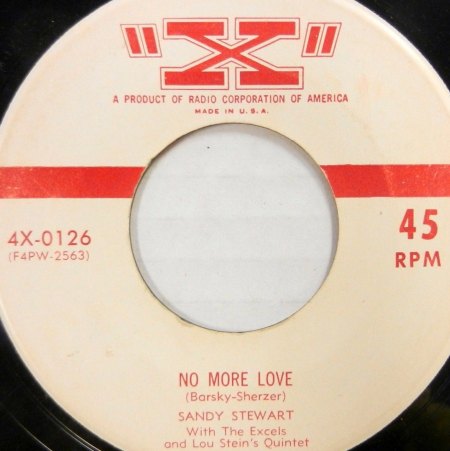 "X"
A PRODUCT OF RADIO CORPORATION OF AMERICA
MADE IN U.S.A.
4X-0126
(F4PW-2563)
45
RPM
NO MORE LOVE
(Barsky-Sherzer)
SANDY STEWART
With The Excels
and Lou Stein's Quintet